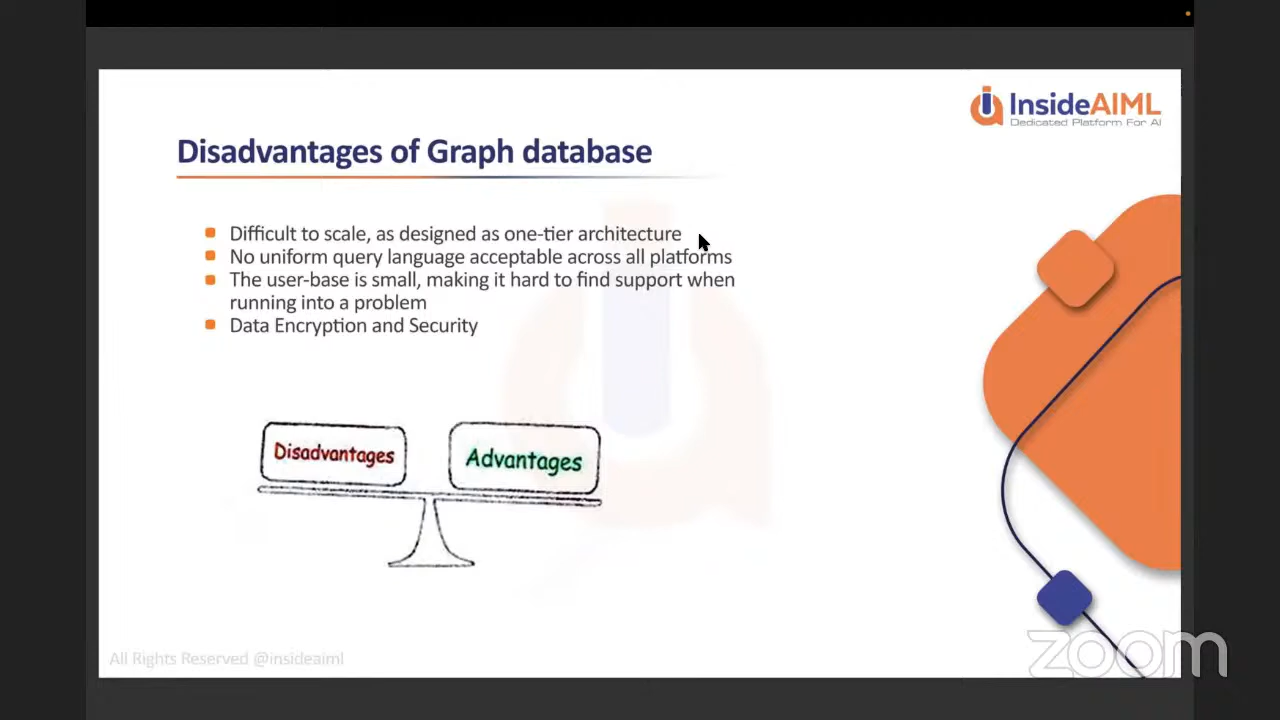 InsideAIML
Dedicated Platform For AI
Disadvantages of Graph database
Difficult to scale, as designed as one-tier architecture
No uniform query language acceptable across all platforms
The user-base is small, making it hard to find support when
running into a problem
Data Encryption and Security
Disadvantages
Advantages
All Rights Reserved @insideaiml
zoom